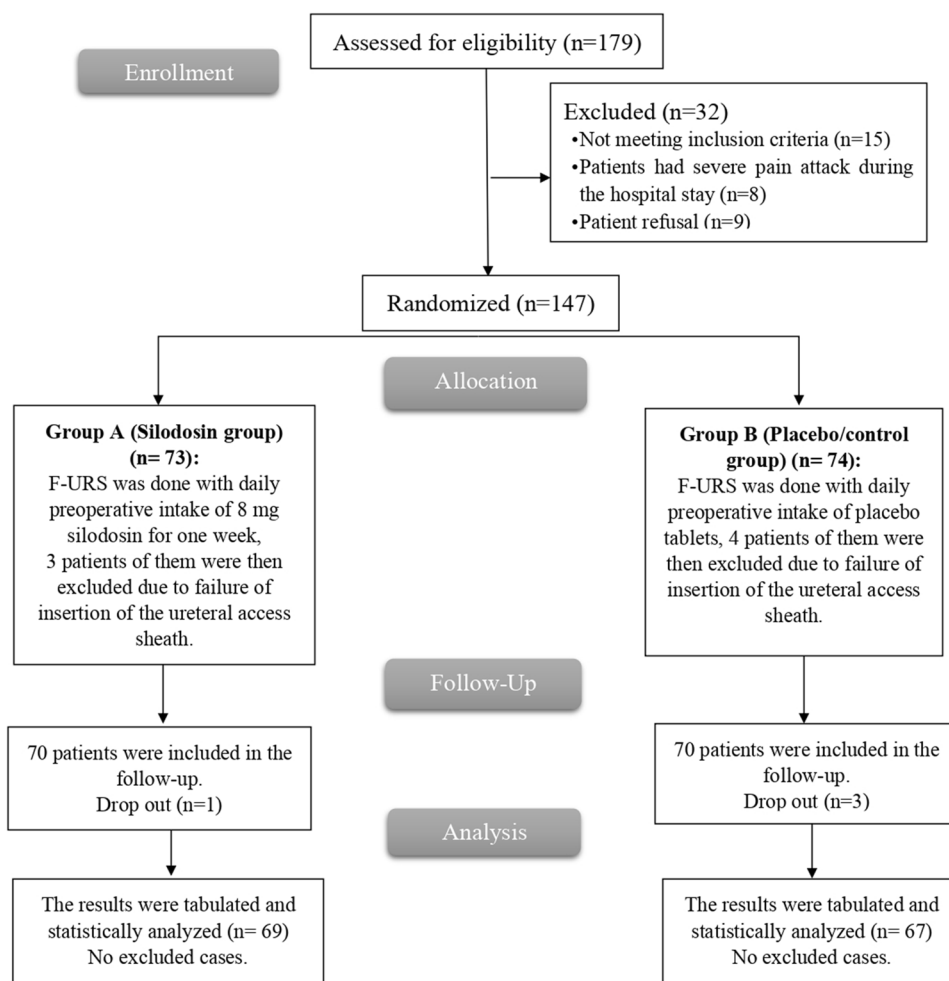 Assessed for eligibility (n=179)
Enrollment
Excluded (n=32)
•Not meeting inclusion criteria (n=15)
•Patients had severe pain attack during
the hospital stay (n=8)
•Patient refusal (n=9)
Randomized (n=147)
Allocation
Group A (Silodosin group)
(n= 73):
F-URS was done with daily
preoperative intake of 8 mg
silodosin for one week,
3 patients of them were then
excluded due to failure of
insertion of the ureteral access
sheath.
Group B (Placebo/control
group) (n= 74):
F-URS was done with daily
preoperative intake of placebo
tablets, 4 patients of them were
then excluded due to failure of
insertion of the ureteral access
sheath.
Follow-Up
70 patients were included in the
follow-up.
Drop out (n=1)
70 patients were included in the
follow-up.
Drop out (n=3)
Analysis
The results were tabulated and
statistically analyzed (n= 69)
No excluded cases.
The results were tabulated and
statistically analyzed (n= 67)
No excluded cases.